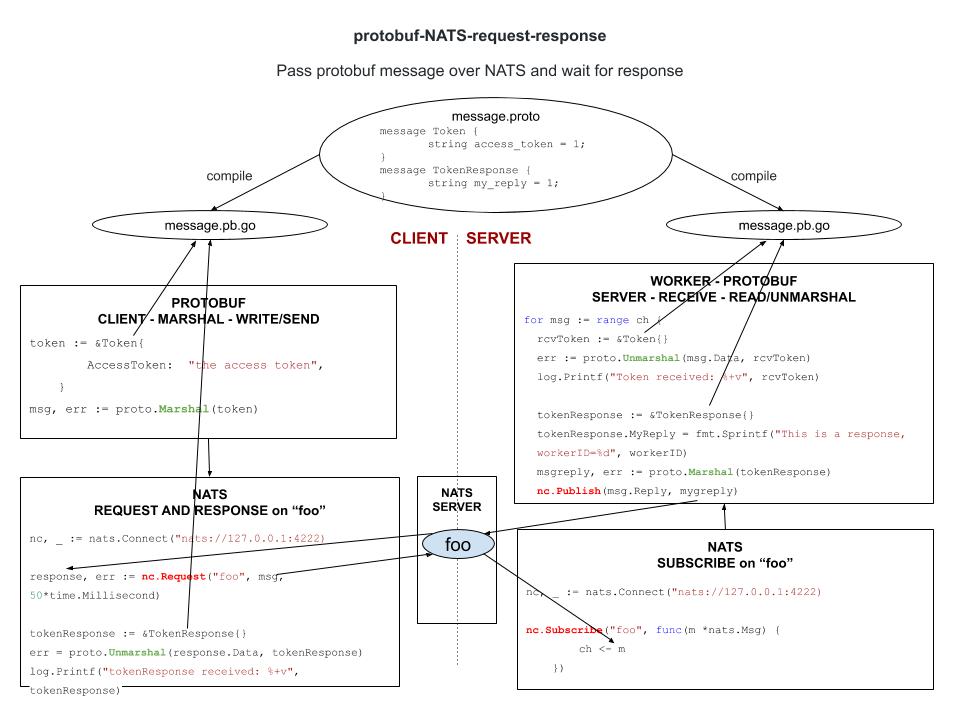 protobuf-NATS-request-response
Pass protobuf message over NATS and wait for response
message.proto
message Token {
string access_token = 1;
}
message TokenResponse {
string my_reply = 1;
}
compile
compile
message.pb.go
message.pb.go
CLIENT
SERVER
PROTOBUF
CLIENT - MARSHAL - WRITE/SEND
token := &Token{
AccessToken: "the access token",
}
msg, err := proto.Marshal(token)
WORKER - PROTOBUF
SERVER - RECEIVE - READ/UNMARSHAL
for msg := range ch {
rcvToken := &Token{}
err := proto.Unmarshal(msg.Data, rcvToken)
log.Printf("Token received: %+v", rcvToken)
tokenResponse := &TokenResponse{}
tokenResponse.MyReply = fmt.Sprintf("This is a response,
workerID=%d", workerID)
msgreply, err := proto.Marshal(tokenResponse)
nc.Publish(msg.Reply, mygreply)
NATS
REQUEST AND RESPONSE on “foo”
nc, _ := nats.Connect("nats://127.0.0.1:4222)
response, err := nc.Request("foo", msg,
50*time.Millisecond)
tokenResponse := &TokenResponse{}
err = proto.Unmarshal(response.Data, tokenResponse)
log.Printf("tokenResponse received: %+v",
tokenResponse)
NATS
SERVER
foo
NATS
SUBSCRIBE on “foo”
nc, _ := nats.Connect("nats://127.0.0.1:4222)
nc.Subscribe("foo", func(m *nats.Msg) {
ch <- m
})